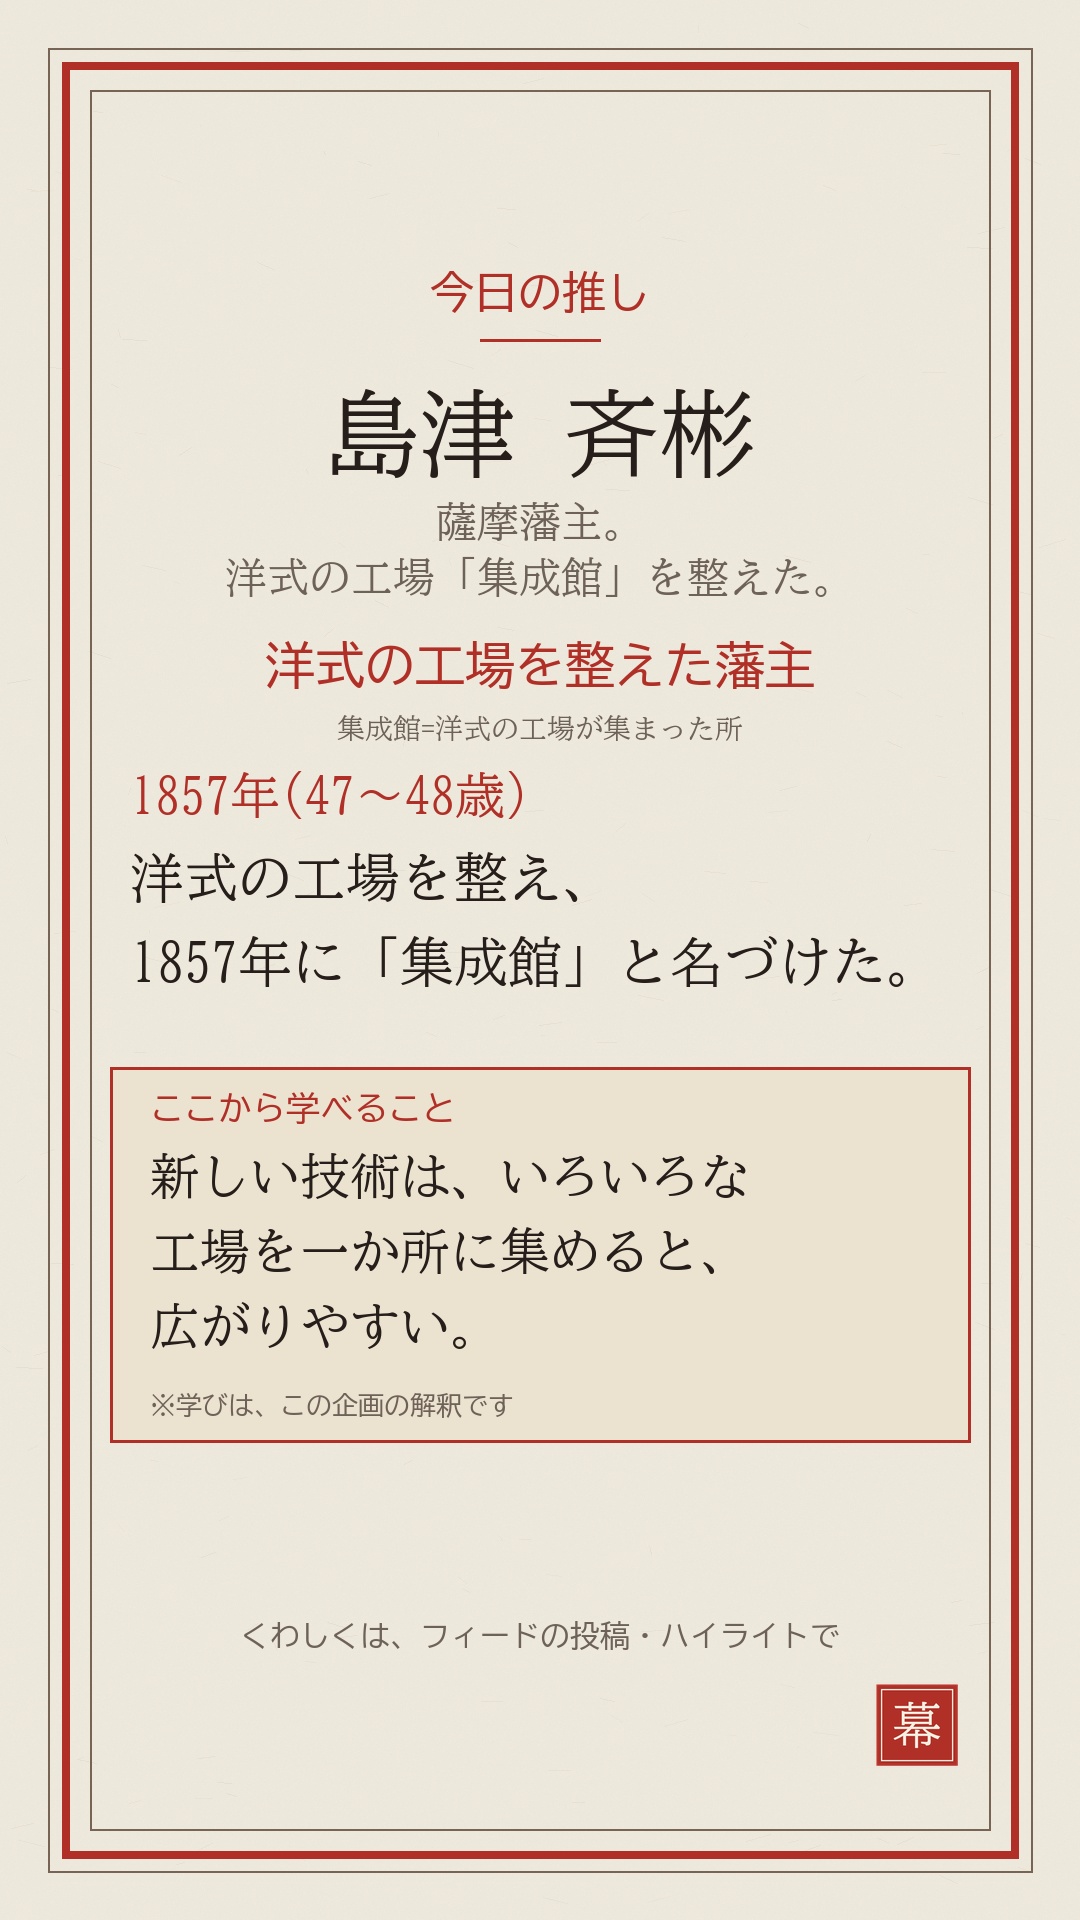 今日の推し
島津 斉彬
薩摩藩主。
洋式の工場「集成館」を整えた。
洋式の工場を整えた藩主
集成館=洋式の工場が集まった所
1857年(47〜48歳)
洋式の工場を整え、
1857年に「集成館」と名づけた。
ここから学べること
新しい技術は、いろいろな
工場を一か所に集めると、
広がりやすい。
※学びは、この企画の解釈です
くわしくは、フィードの投稿・ハイライトで
幕